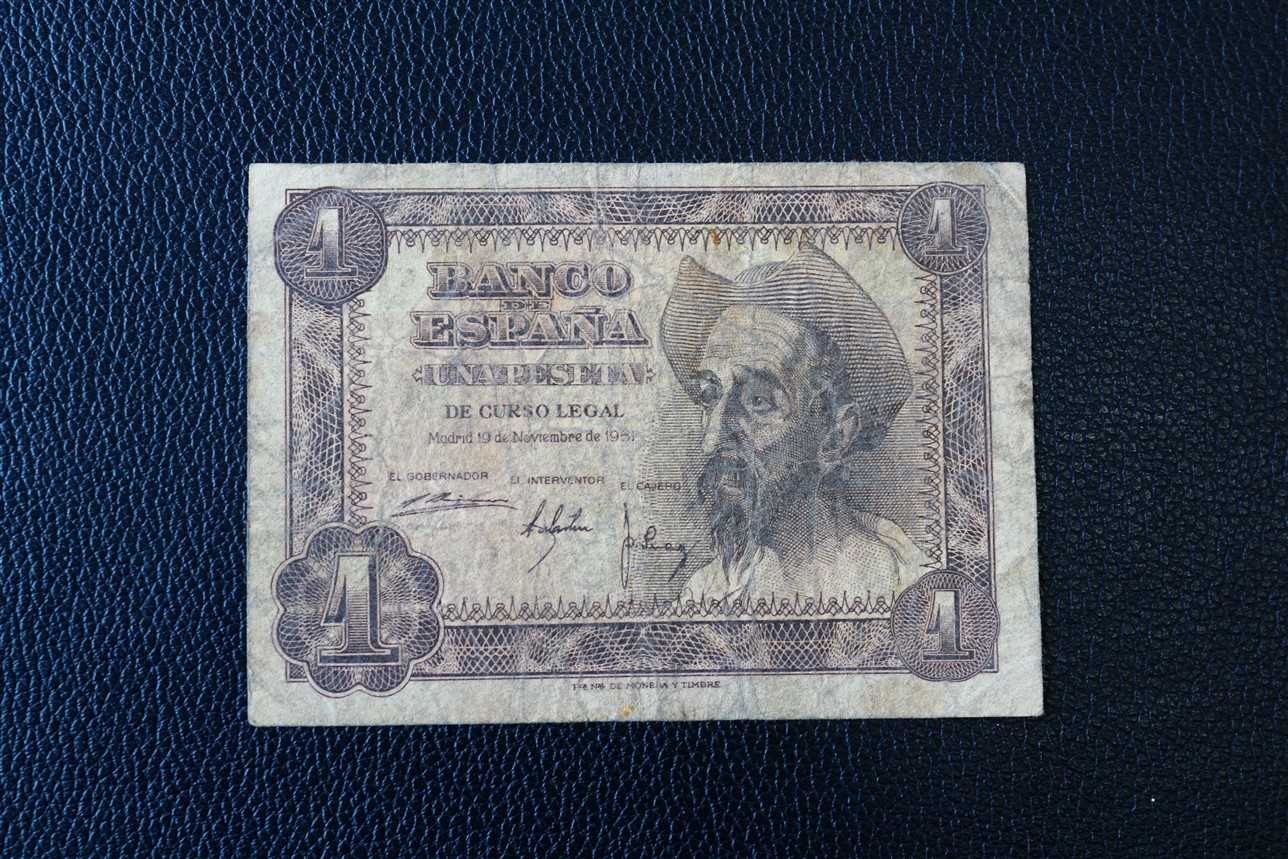 1
1
BANCO
DE
ESPAÑA
UNA PESETA
DE CURSO LEGAL
Madrid 19 de Noviembre de 1951
EL GOBERNADOR EL INTERVENTOR EL CAJERO
1
1
DE MONEDA Y TIMBRE